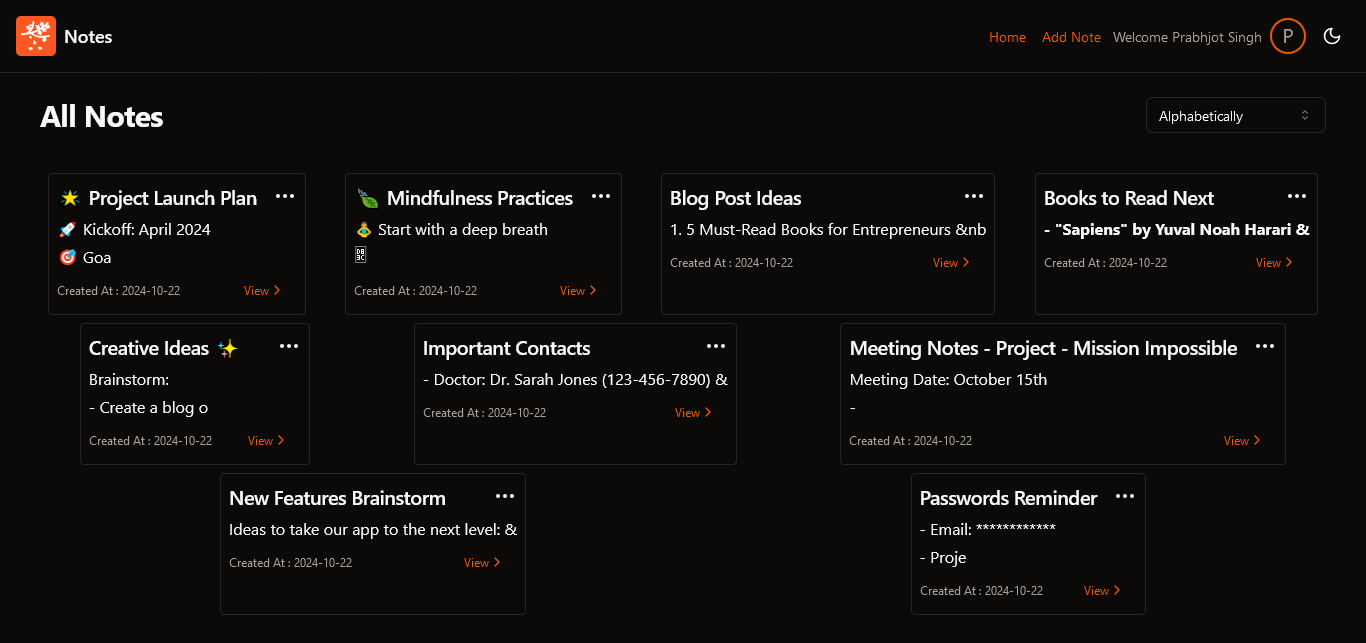 Notes
Home Add Note Welcome Prabhjot Singh P
All Notes
Alphabetically
🌟 Project Launch Plan
🚀 Kickoff: April 2024
🎯 Goa
Created At : 2024-10-22 View
🍃 Mindfulness Practices
🧘‍♂️ Start with a deep breath
Created At : 2024-10-22 View
Blog Post Ideas
1. 5 Must-Read Books for Entrepreneurs &nb
Created At : 2024-10-22 View
Books to Read Next
- "Sapiens" by Yuval Noah Harari &
Created At : 2024-10-22 View
Creative Ideas ✨
Brainstorm:
- Create a blog o
Created At : 2024-10-22 View
Important Contacts
- Doctor: Dr. Sarah Jones (123-456-7890) &
Created At : 2024-10-22 View
Meeting Notes - Project - Mission Impossible
Meeting Date: October 15th
-
Created At : 2024-10-22 View
New Features Brainstorm
Ideas to take our app to the next level: &
Created At : 2024-10-22 View
Passwords Reminder
- Email: ************
- Proje
Created At : 2024-10-22 View